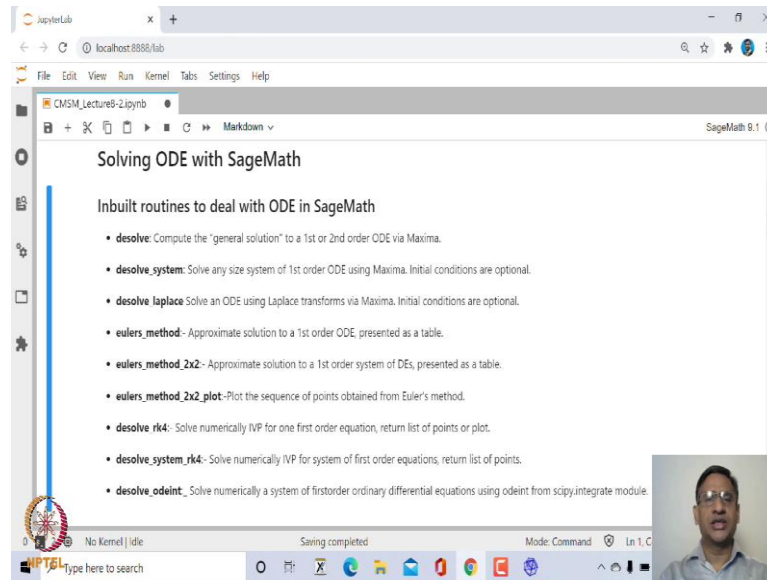 JupyterLab
localhost:8888/lab
File Edit View Run Kernel Tabs Settings Help
CMSM_Lecture8-2.ipynb
Markdown
SageMath 9.1
Solving ODE with SageMath
Inbuilt routines to deal with ODE in SageMath
• desolve: Compute the "general solution" to a 1st or 2nd order ODE via Maxima.
• desolve_system: Solve any size system of 1st order ODE using Maxima. Initial conditions are optional.
• desolve_laplace Solve an ODE using Laplace transforms via Maxima. Initial conditions are optional.
• eulers_method:- Approximate solution to a 1st order ODE, presented as a table.
• eulers_method_2x2:- Approximate solution to a 1st order system of DEs, presented as a table.
• eulers_method_2x2_plot:-Plot the sequence of points obtained from Euler's method.
• desolve_rk4:- Solve numerically IVP for one first order equation, return list of points or plot.
• desolve_system_rk4:- Solve numerically IVP for system of first order equations, return list of points.
• desolve_odeint:_ Solve numerically a system of firstorder ordinary differential equations using odeint from scipy.integrate module.
No Kernel | Idle Saving completed Mode: Command Ln 1, C
NPTEL Type here to search